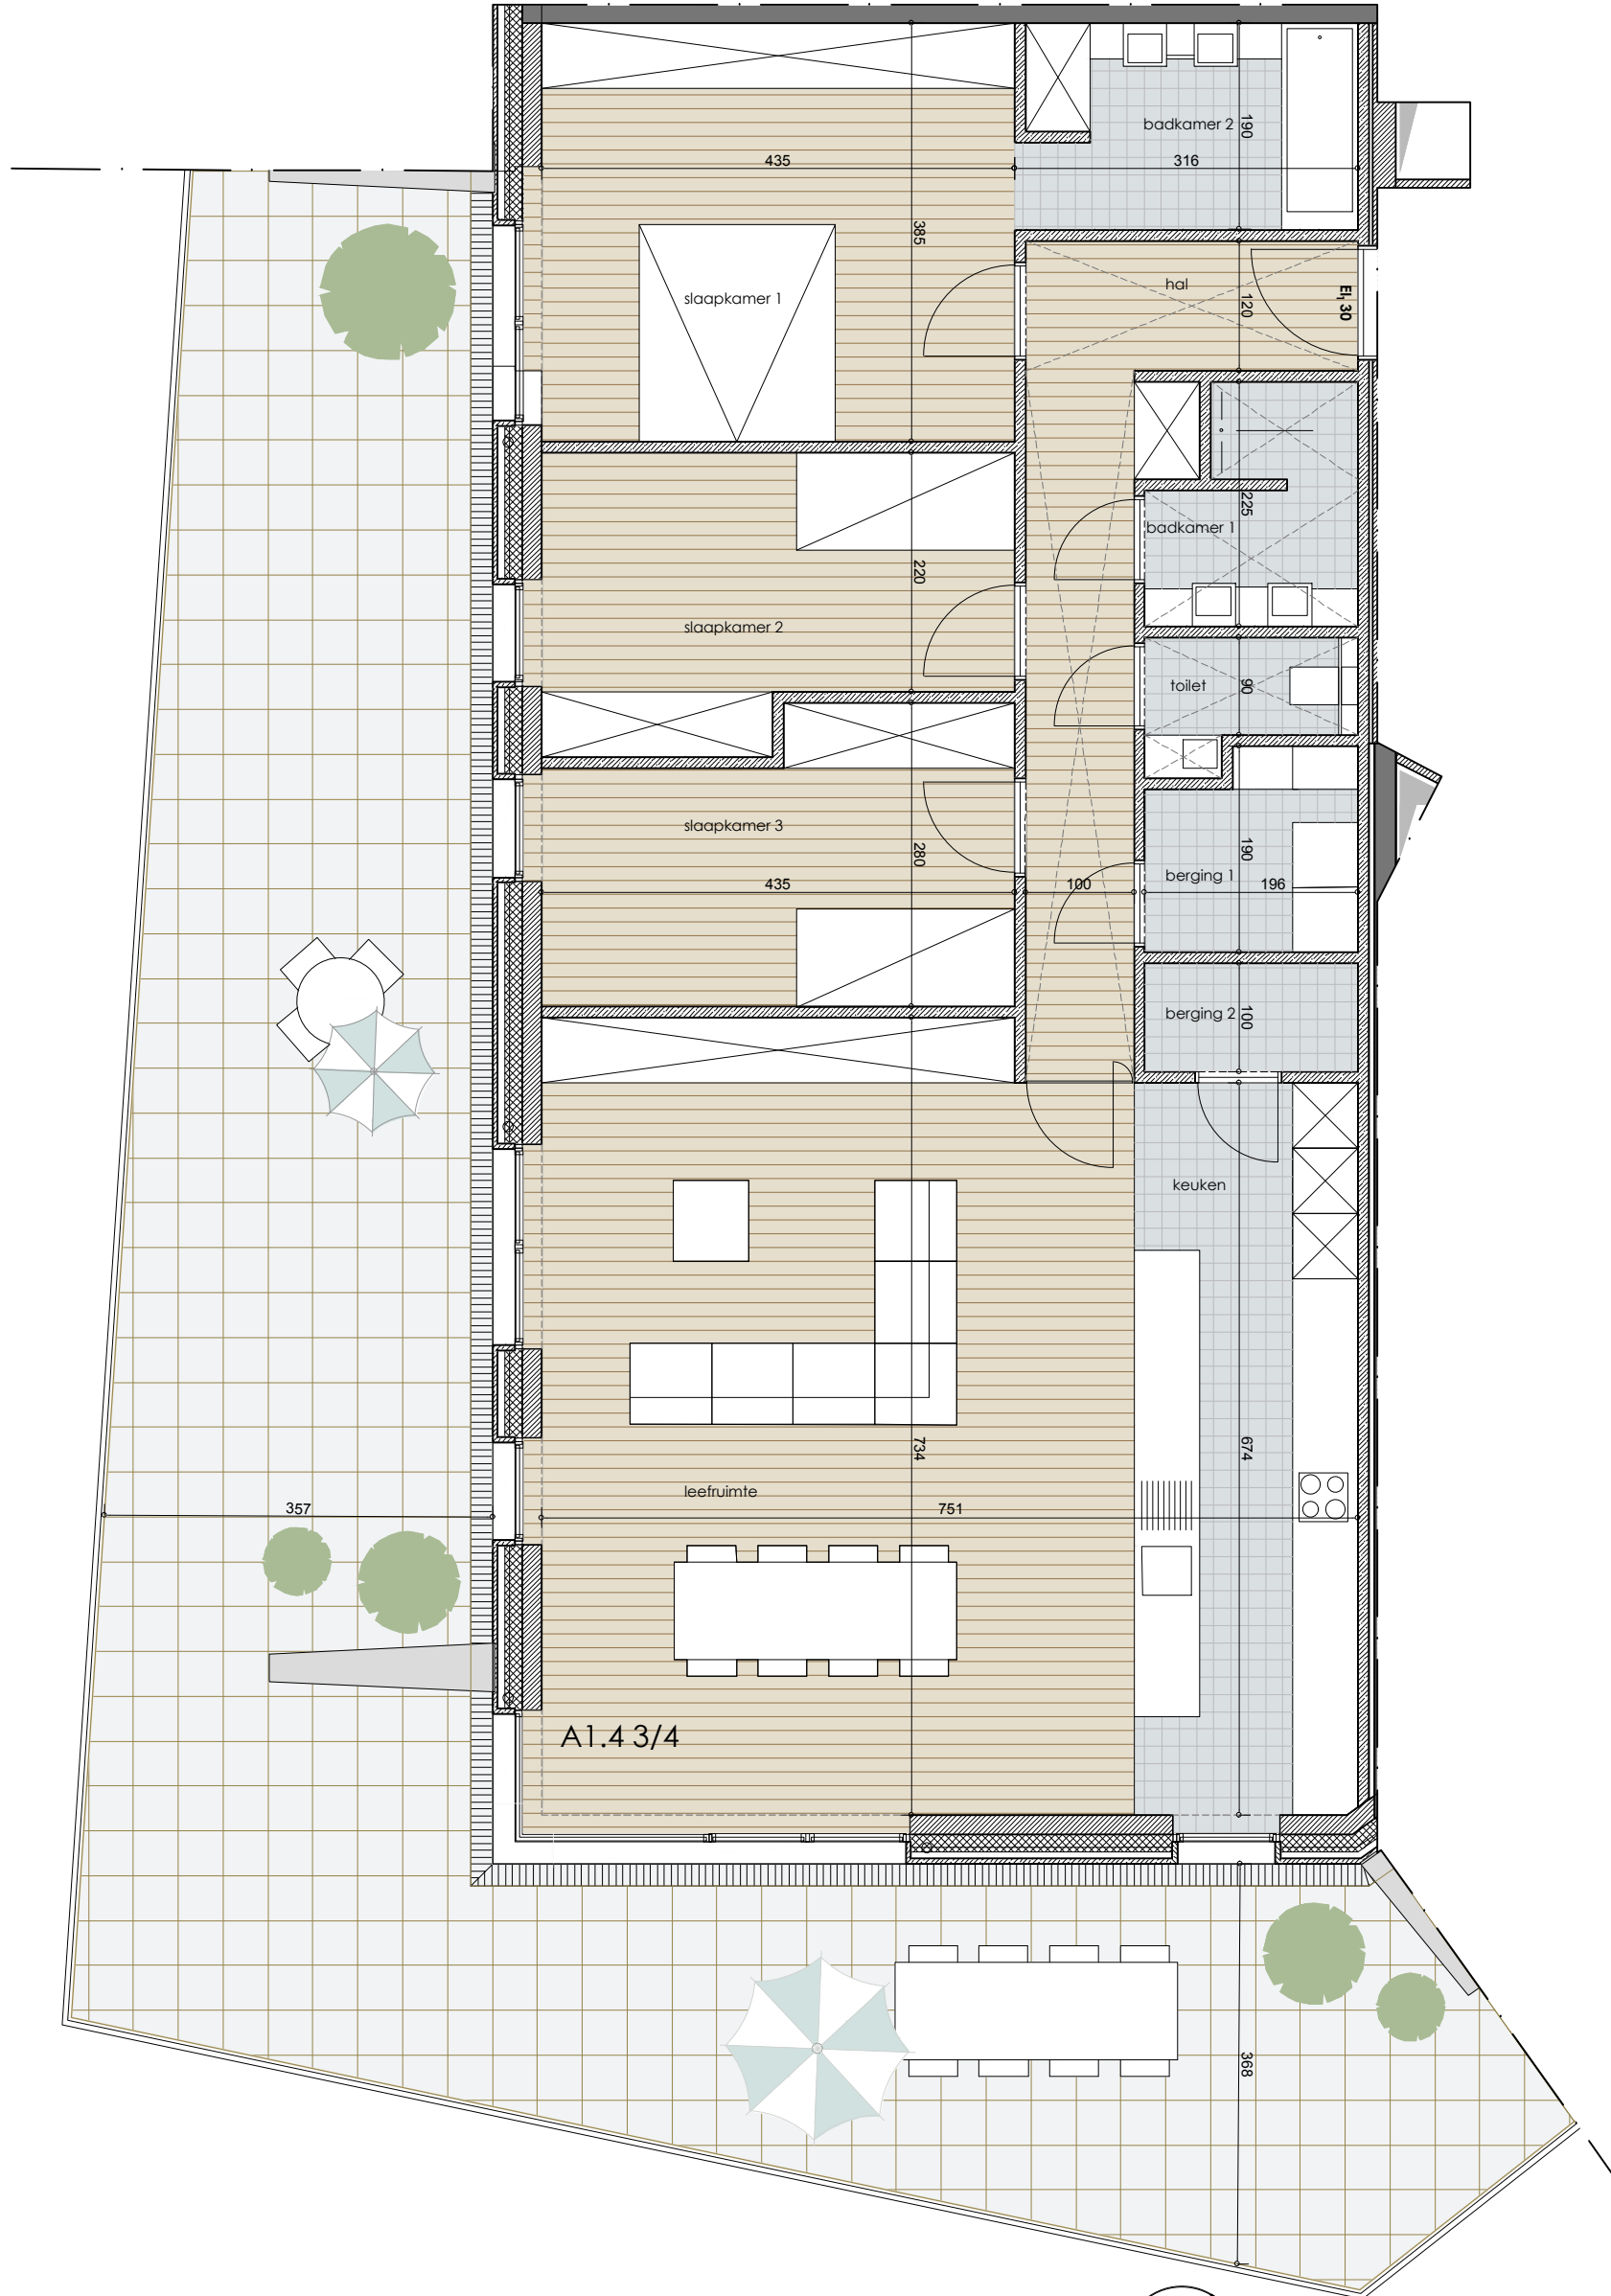 badkamer 2
190
435
316
385
slaapkamer 1
hal
120
EI₁ 30
225
badkamer 1
220
slaapkamer 2
toilet
90
slaapkamer 3
280
190
berging 1
435
100
196
berging 2
100
keuken
734
674
leefruimte
357
751
A1.4 3/4
368